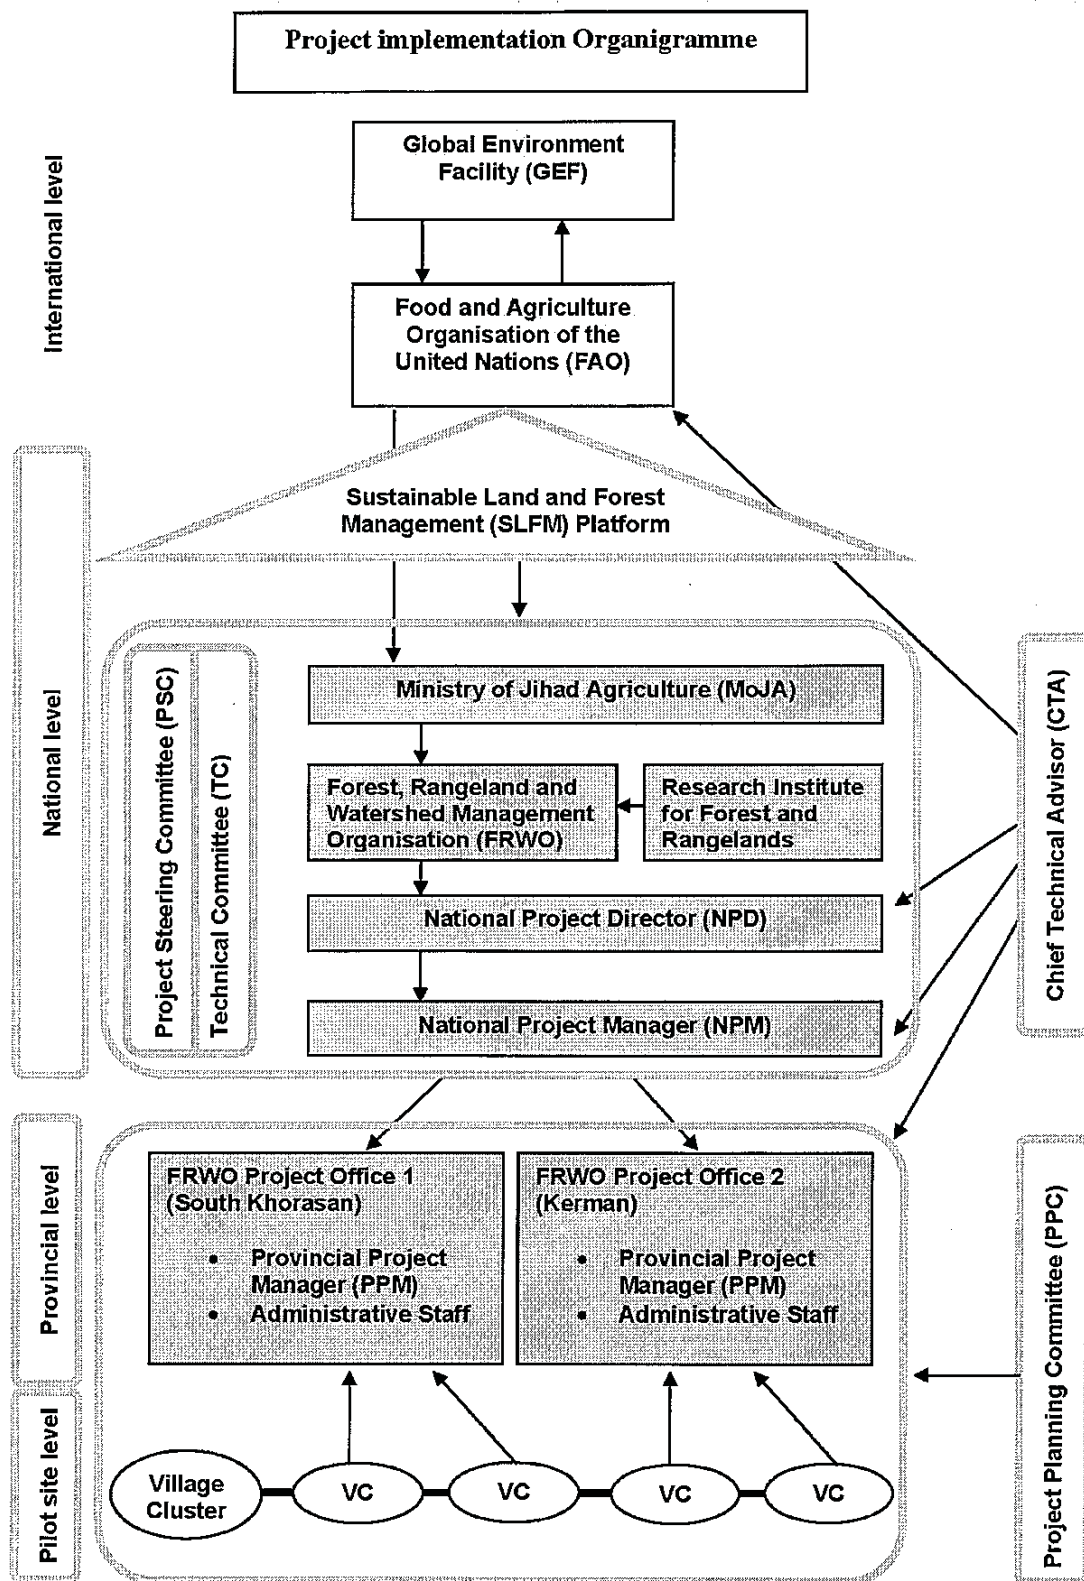 Project implementation Organigramme
International level
Global Environment
Facility (GEF)
Food and Agriculture
Organisation of the
United Nations (FAO)
National level
Sustainable Land and Forest
Management (SLFM) Platform
Project Steering Committee (PSC)
Technical Committee (TC)
Ministry of Jihad Agriculture (MoJA)
Forest, Rangeland and
Watershed Management
Organisation (FRWO)
Research Institute
for Forest and
Rangelands
National Project Director (NPD)
National Project Manager (NPM)
Chief Technical Advisor (CTA)
Provincial level
FRWO Project Office 1
(South Khorasan)
• Provincial Project
Manager (PPM)
• Administrative Staff
FRWO Project Office 2
(Kerman)
• Provincial Project
Manager (PPM)
• Administrative Staff
Project Planning Committee (PPC)
Pilot site level
Village
Cluster
VC
VC
VC
VC